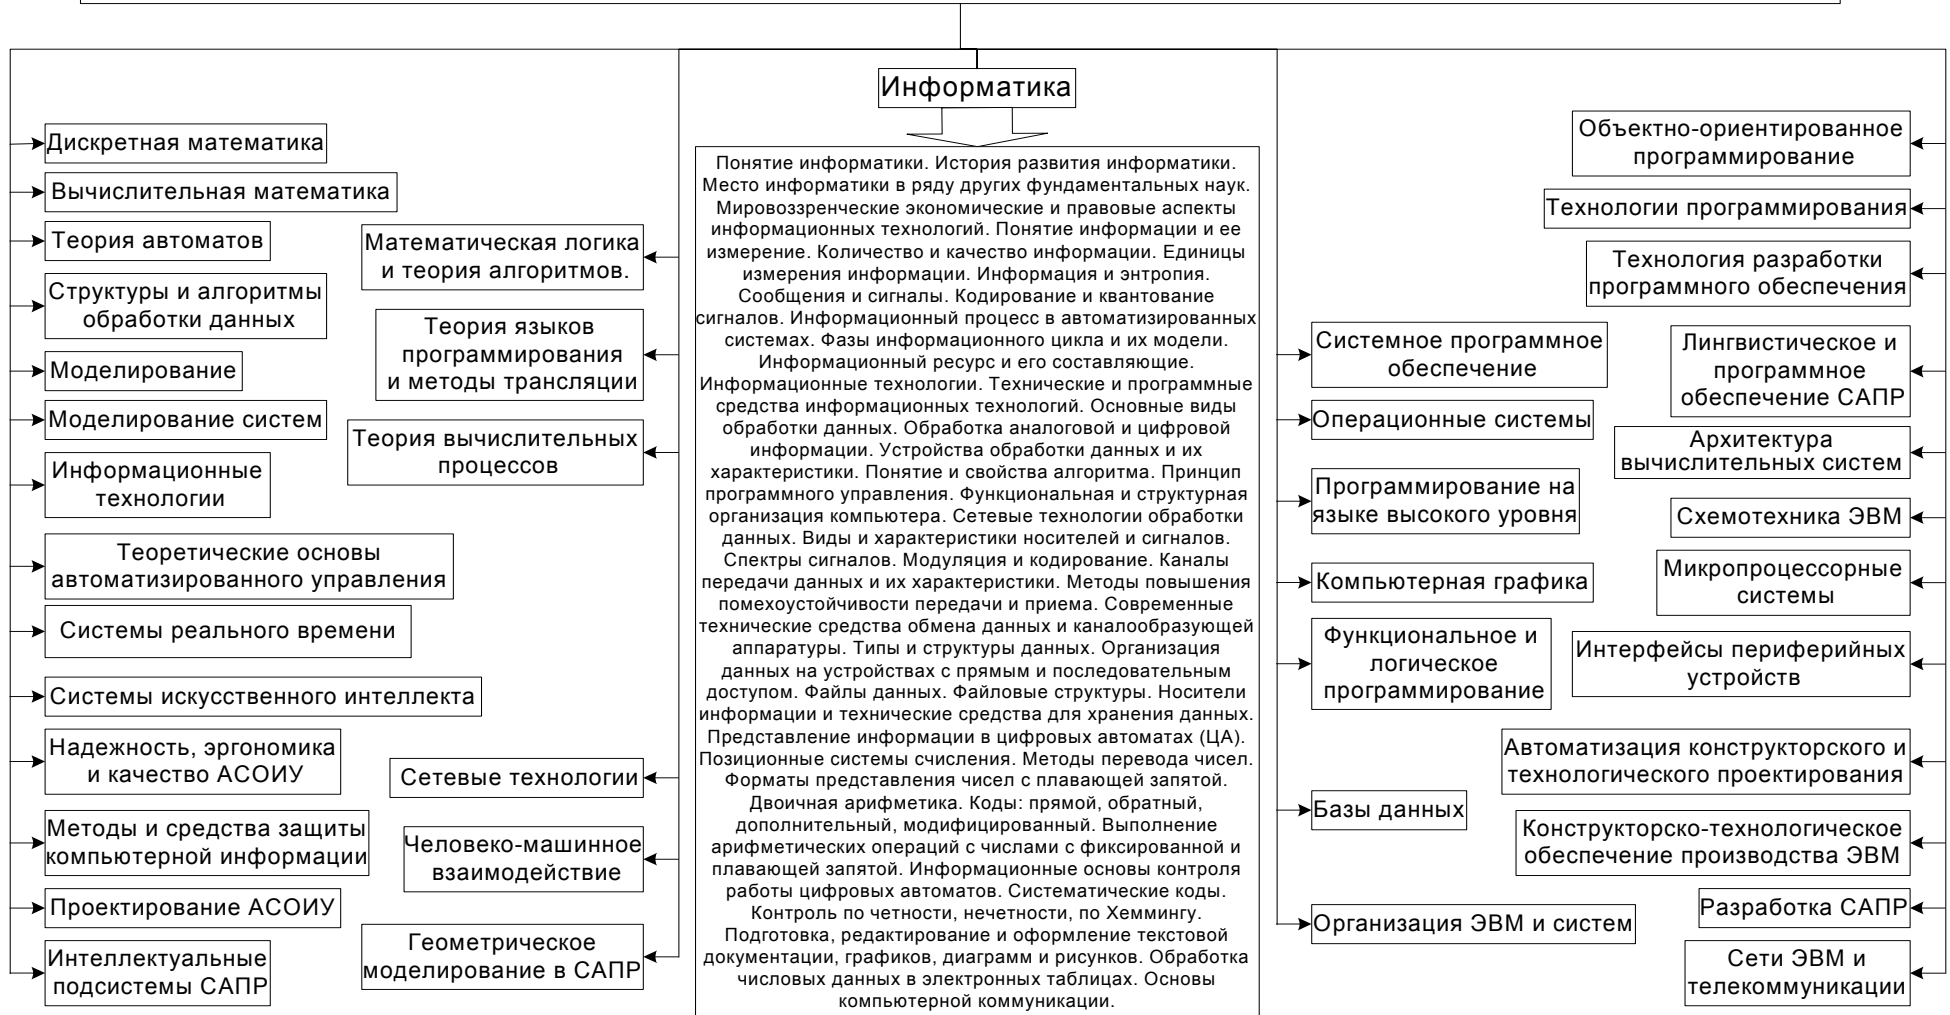 Информатика
Дискретная математика
Вычислительная математика
Теория автоматов
Структуры и алгоритмы
обработки данных
Моделирование
Моделирование систем
Информационные
технологии
Теоретические основы
автоматизированного управления
Системы реального времени
Системы искусственного интеллекта
Надежность, эргономика
и качество АСОИУ
Методы и средства защиты
компьютерной информации
Проектирование АСОИУ
Интеллектуальные
подсистемы САПР
Математическая логика
и теория алгоритмов.
Теория языков
программирования
и методы трансляции
Теория вычислительных
процессов
Сетевые технологии
Человеко-машинное
взаимодействие
Геометрическое
моделирование в САПР
Понятие информатики. История развития информатики.
Место информатики в ряду других фундаментальных наук.
Мировоззренческие экономические и правовые аспекты
информационных технологий. Понятие информации и ее
измерение. Количество и качество информации. Единицы
измерения информации. Информация и энтропия.
Сообщения и сигналы. Кодирование и квантование
сигналов. Информационный процесс в автоматизированных
системах. Фазы информационного цикла и их модели.
Информационный ресурс и его составляющие.
Информационные технологии. Технические и программные
средства информационных технологий. Основные виды
обработки данных. Обработка аналоговой и цифровой
информации. Устройства обработки данных и их
характеристики. Понятие и свойства алгоритма. Принцип
программного управления. Функциональная и структурная
организация компьютера. Сетевые технологии обработки
данных. Виды и характеристики носителей и сигналов.
Спектры сигналов. Модуляция и кодирование. Каналы
передачи данных и их характеристики. Методы повышения
помехоустойчивости передачи и приема. Современные
технические средства обмена данных и каналообразующей
аппаратуры. Типы и структуры данных. Организация
данных на устройствах с прямым и последовательным
доступом. Файлы данных. Файловые структуры. Носители
информации и технические средства для хранения данных.
Представление информации в цифровых автоматах (ЦА).
Позиционные системы счисления. Методы перевода чисел.
Форматы представления чисел с плавающей запятой.
Двоичная арифметика. Коды: прямой, обратный,
дополнительный, модифицированный. Выполнение
арифметических операций с числами с фиксированной и
плавающей запятой. Информационные основы контроля
работы цифровых автоматов. Систематические коды.
Контроль по четности, нечетности, по Хеммингу.
Подготовка, редактирование и оформление текстовой
документации, графиков, диаграмм и рисунков. Обработка
числовых данных в электронных таблицах. Основы
компьютерной коммуникации.
Системное программное
обеспечение
Операционные системы
Программирование на
языке высокого уровня
Компьютерная графика
Функциональное и
логическое
программирование
Базы данных
Организация ЭВМ и систем
Объектно-ориентированное
программирование
Технологии программирования
Технология разработки
программного обеспечения
Лингвистическое и
программное
обеспечение САПР
Архитектура
вычислительных систем
Схемотехника ЭВМ
Микропроцессорные
системы
Интерфейсы периферийных
устройств
Автоматизация конструкторского и
технологического проектирования
Конструкторско-технологическое
обеспечение производства ЭВМ
Разработка САПР
Сети ЭВМ и
телекоммуникации